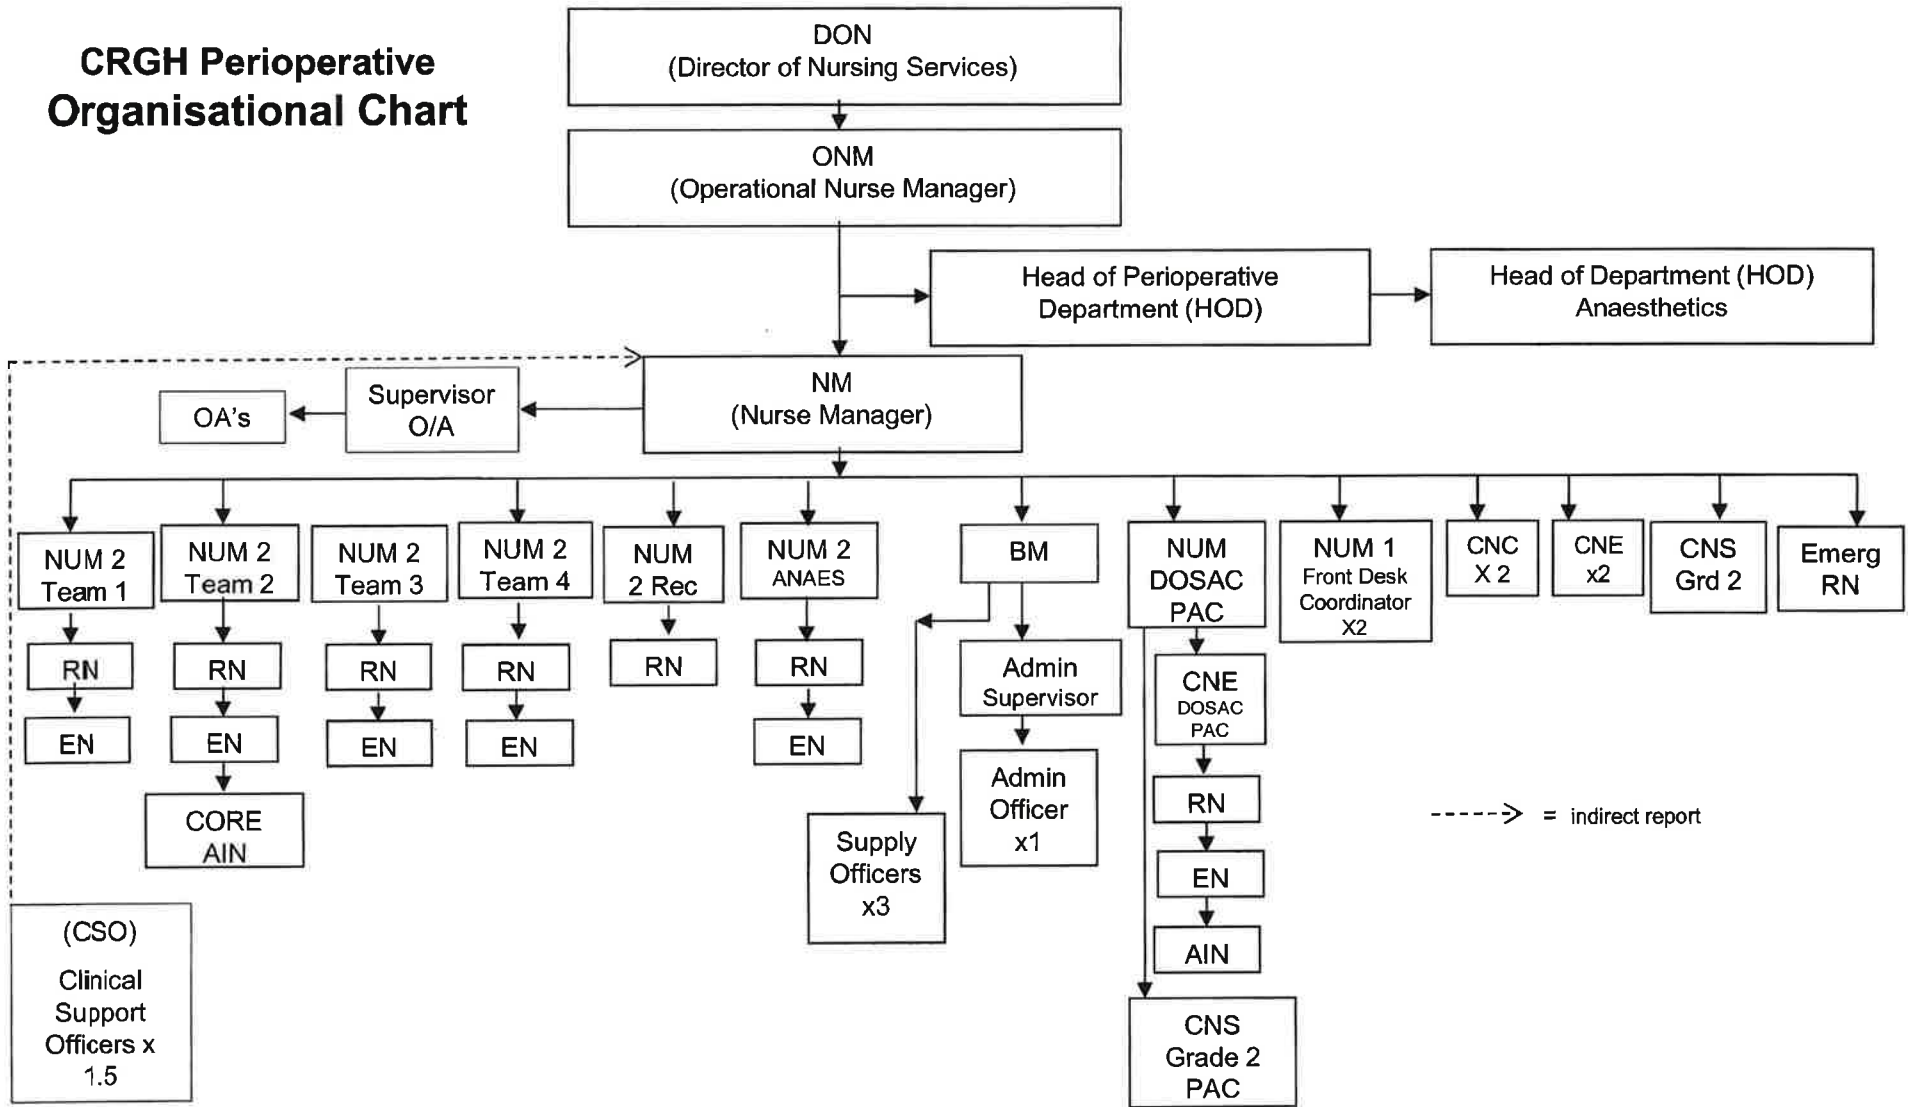 CRGH Perioperative
Organisational Chart
DON
(Director of Nursing Services)
ONM
(Operational Nurse Manager)
Head of Perioperative
Department (HOD)
Head of Department (HOD)
Anaesthetics
NM
(Nurse Manager)
Supervisor
O/A
OA's
NUM 2
Team 1
RN
EN
NUM 2
Team 2
RN
EN
CORE
AIN
NUM 2
Team 3
RN
EN
NUM 2
Team 4
RN
EN
NUM
2 Rec
RN
NUM 2
ANAES
RN
EN
BM
Admin
Supervisor
Admin
Officer
x1
Supply
Officers
x3
NUM
DOSAC
PAC
CNE
DOSAC
PAC
RN
EN
AIN
CNS
Grade 2
PAC
NUM 1
Front Desk
Coordinator
X2
CNC
X 2
CNE
x2
CNS
Grd 2
Emerg
RN
= indirect report
(CSO)
Clinical
Support
Officers x
1.5